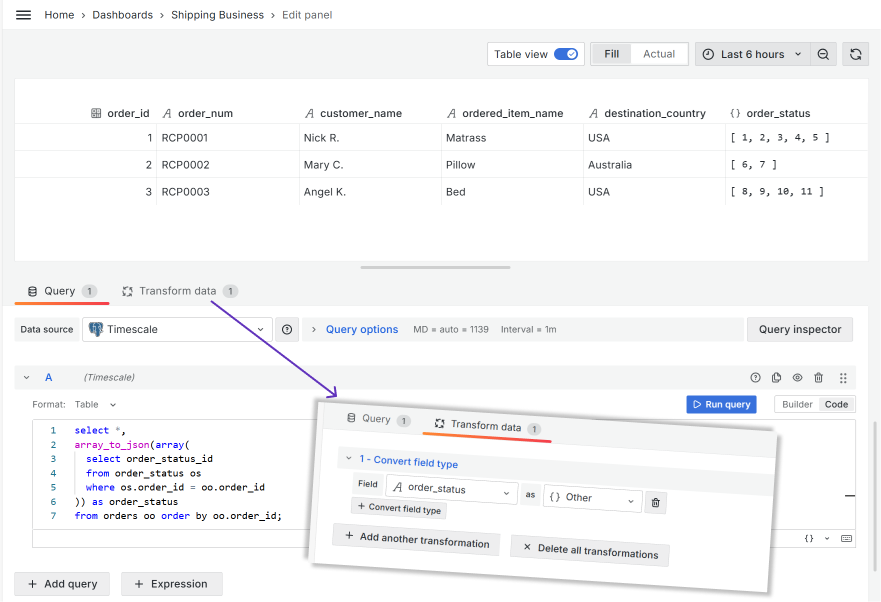 Home › Dashboards › Shipping Business › Edit panel
Table view Fill Actual Last 6 hours
order_id order_num customer_name ordered_item_name destination_country {} order_status
1 RCP0001 Nick R. Matrass USA [ 1, 2, 3, 4, 5 ]
2 RCP0002 Mary C. Pillow Australia [ 6, 7 ]
3 RCP0003 Angel K. Bed USA [ 8, 9, 10, 11 ]
Query 1 Transform data 1
Data source Timescale › Query options MD = auto = 1139 Interval = 1m Query inspector
A (Timescale)
Format: Table Run query Builder Code
1 select *,
2 array_to_json(array(
3 select order_status_id
4 from order_status os
5 where os.order_id = oo.order_id
6 )) as order_status
7 from orders oo order by oo.order_id;
{}
+ Add query + Expression
Query 1 Transform data 1
1 - Convert field type
Field order_status as {} Other
+ Convert field type
+ Add another transformation × Delete all transformations